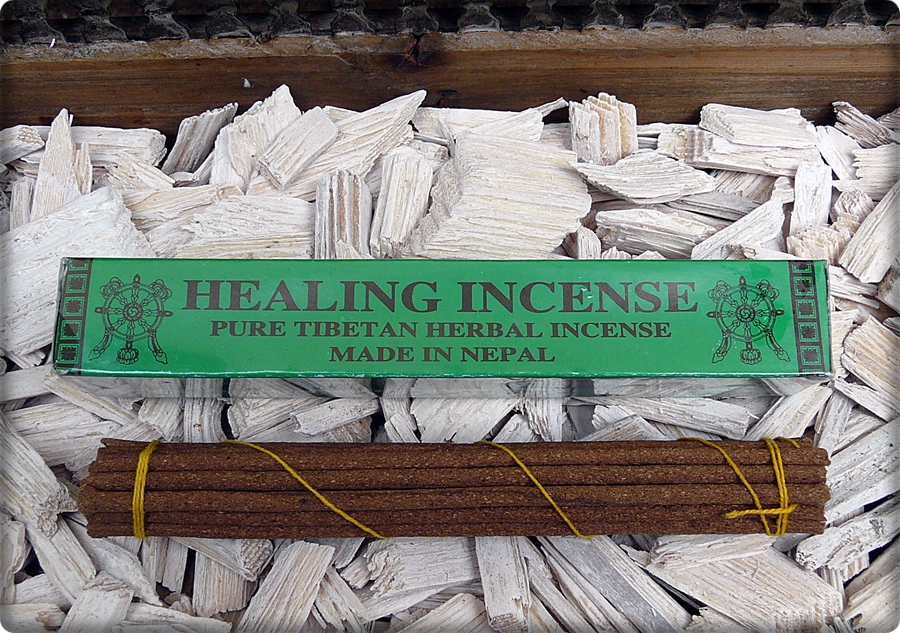 HEALING INCENSE
PURE TIBETAN HERBAL INCENSE
MADE IN NEPAL